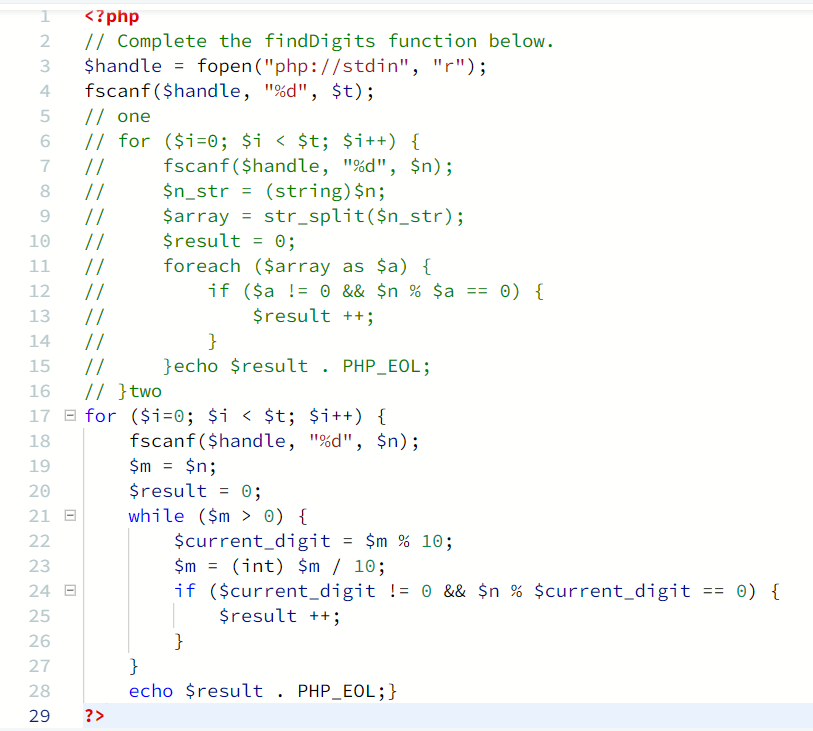 1 <?php
2 // Complete the findDigits function below.
3 $handle = fopen("php://stdin", "r");
4 fscanf($handle, "%d", $t);
5 // one
6 // for ($i=0; $i < $t; $i++) {
7 //     fscanf($handle, "%d", $n);
8 //     $n_str = (string)$n;
9 //     $array = str_split($n_str);
10 //     $result = 0;
11 //     foreach ($array as $a) {
12 //         if ($a != 0 && $n % $a == 0) {
13 //             $result ++;
14 //         }
15 //     }echo $result . PHP_EOL;
16 // }two
17 for ($i=0; $i < $t; $i++) {
18     fscanf($handle, "%d", $n);
19     $m = $n;
20     $result = 0;
21     while ($m > 0) {
22         $current_digit = $m % 10;
23         $m = (int) $m / 10;
24         if ($current_digit != 0 && $n % $current_digit == 0) {
25             $result ++;
26         }
27     }
28     echo $result . PHP_EOL;}
29 ?>